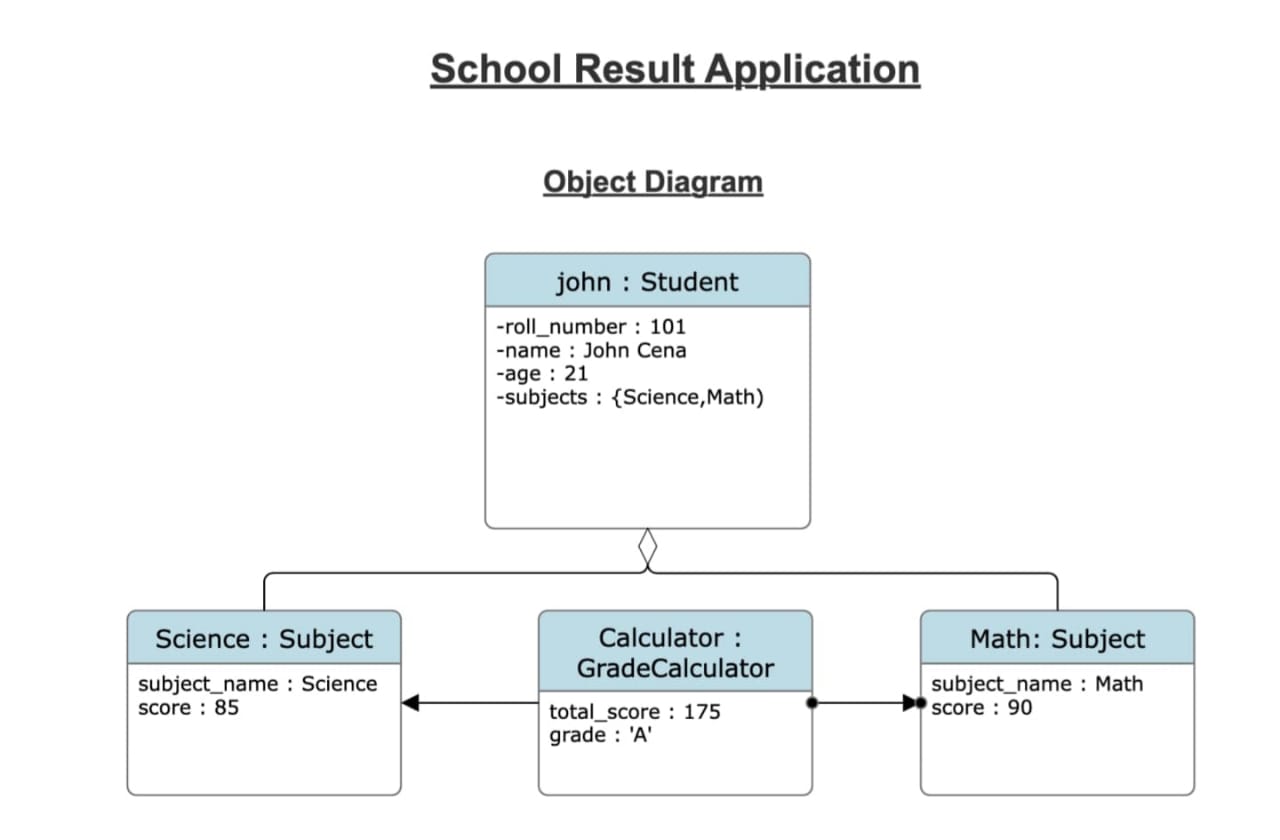 School Result Application
Object Diagram
john : Student
-roll_number : 101
-name : John Cena
-age : 21
-subjects : {Science,Math)
Science : Subject
subject_name : Science
score : 85
Calculator :
GradeCalculator
total_score : 175
grade : 'A'
Math: Subject
subject_name : Math
score : 90